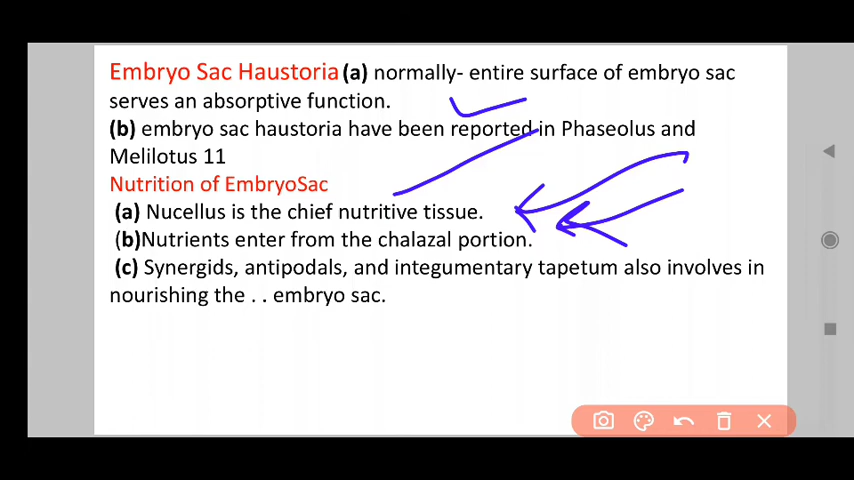 Embryo Sac Haustoria (a) normally- entire surface of embryo sac
serves an absorptive function.
(b) embryo sac haustoria have been reported in Phaseolus and
Melilotus 11
Nutrition of EmbryoSac
(a) Nucellus is the chief nutritive tissue.
(b)Nutrients enter from the chalazal portion.
(c) Synergids, antipodals, and integumentary tapetum also involves in
nourishing the . . embryo sac.